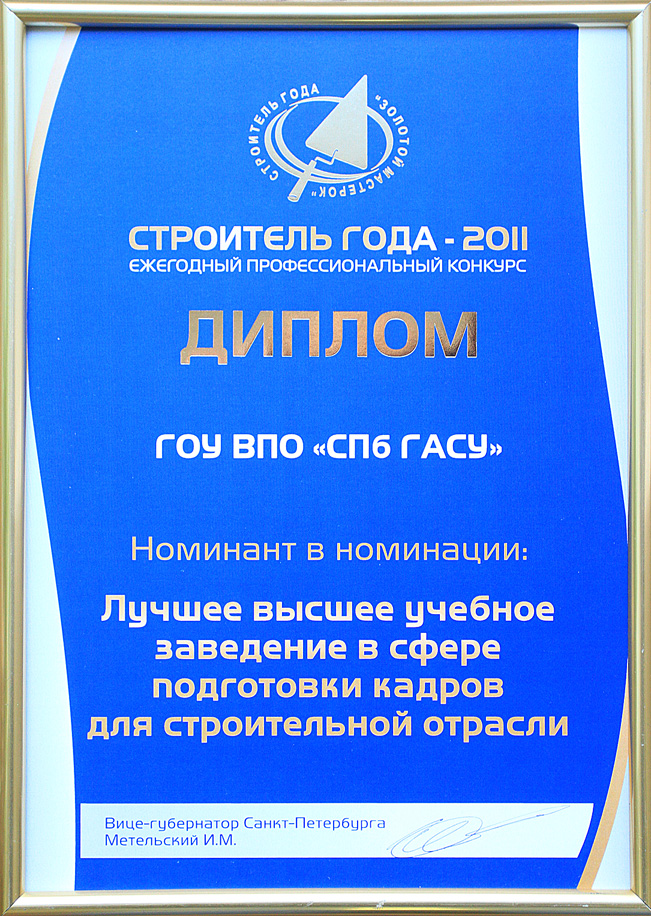 СТРОИТЕЛЬ ГОДА
"ЗОЛОТОЙ МАСТЕРОК"
СТРОИТЕЛЬ ГОДА - 2011
ЕЖЕГОДНЫЙ ПРОФЕССИОНАЛЬНЫЙ КОНКУРС
ДИПЛОМ
ГОУ ВПО «СПб ГАСУ»
Номинант в номинации:
Лучшее высшее учебное
заведение в сфере
подготовки кадров
для строительной отрасли
Вице-губернатор Санкт-Петербурга
Метельский И.М.